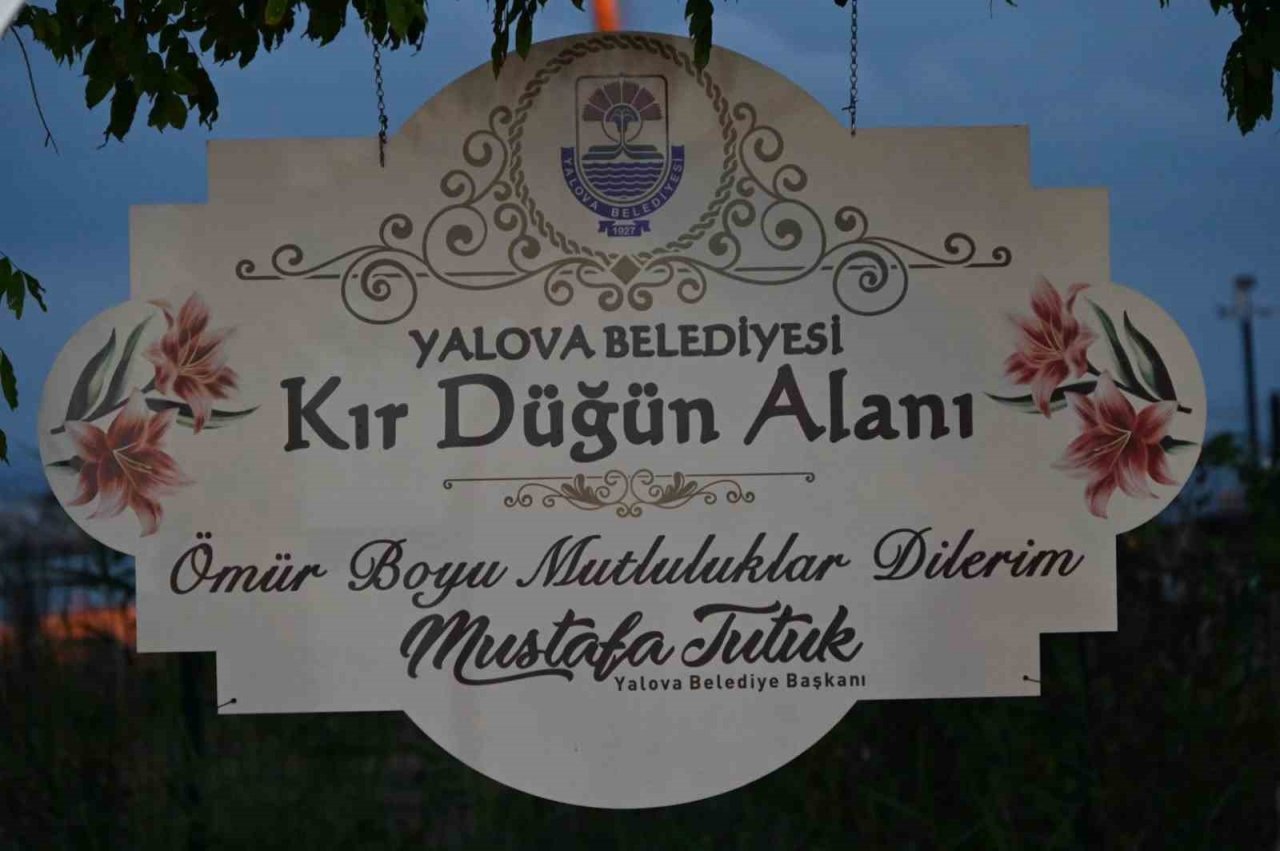 YALOVA BELEDİYESİ
1927
YALOVA BELEDİYESİ
Kır Düğün Alanı
Ömür Boyu Mutluluklar Dilerim
Mustafa Tutuk
Yalova Belediye Başkanı